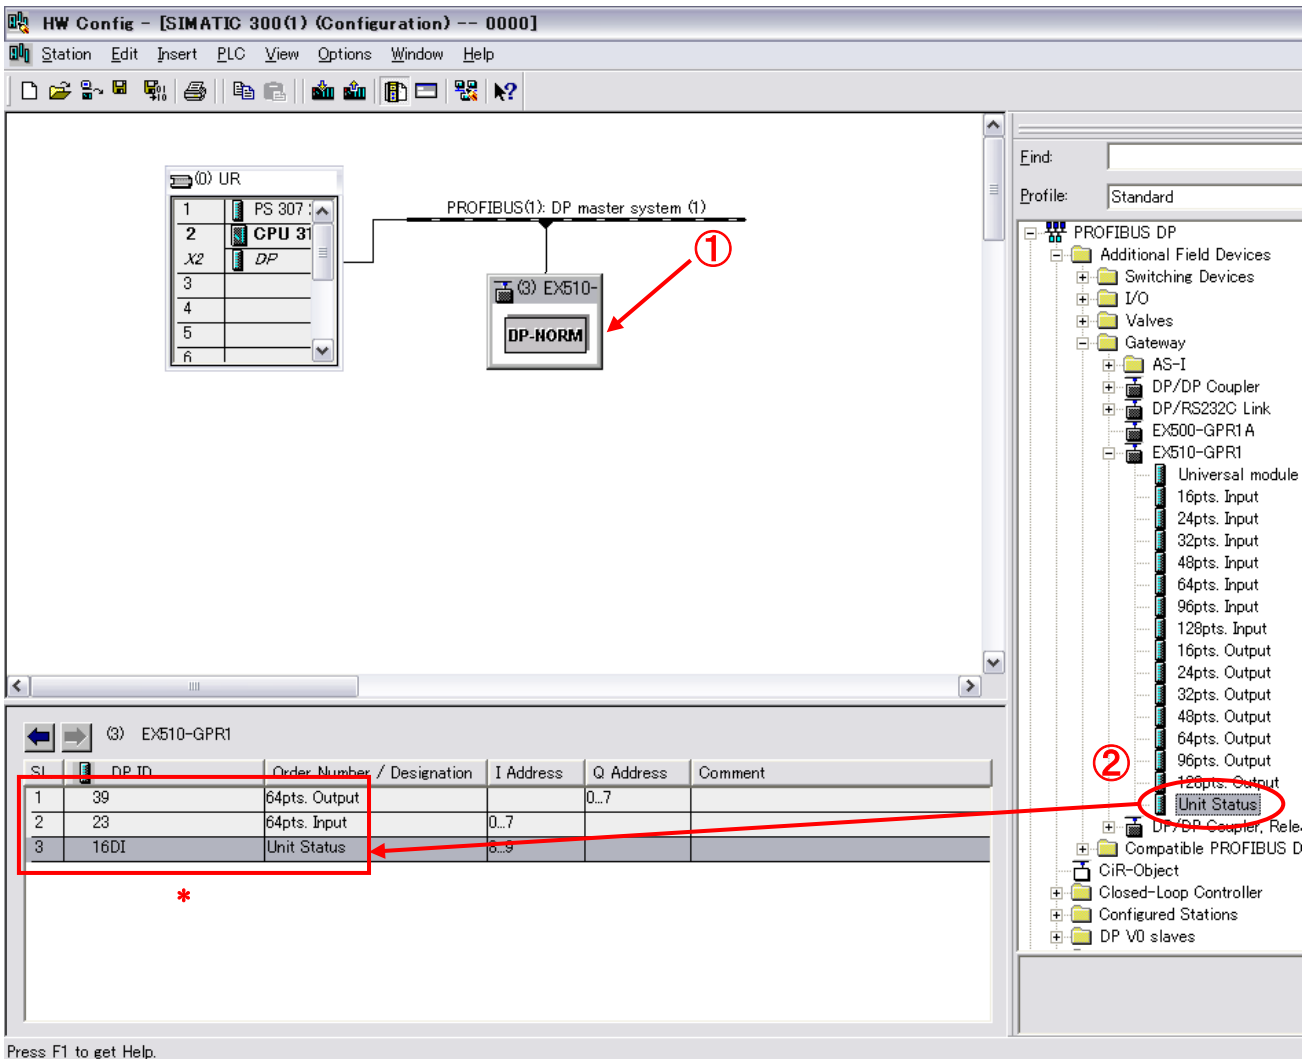 HW Config - [SIMATIC 300(1) (Configuration) -- 0000]
Station Edit Insert PLC View Options Window Help
(0) UR
1 PS 307
2 CPU 31
X2 DP
3
4
5
6
PROFIBUS(1): DP master system (1)
①
(3) EX510-
DP-NORM
Find:
Profile: Standard
PROFIBUS DP
Additional Field Devices
Switching Devices
I/O
Valves
Gateway
AS-I
DP/DP Coupler
DP/RS232C Link
EX500-GPR1A
EX510-GPR1
Universal module
16pts. Input
24pts. Input
32pts. Input
48pts. Input
64pts. Input
96pts. Input
128pts. Input
16pts. Output
24pts. Output
32pts. Output
48pts. Output
64pts. Output
96pts. Output
②
128pts. Output
Unit Status
DP/DP Coupler, Rele
Compatible PROFIBUS D
CiR-Object
Closed-Loop Controller
Configured Stations
DP V0 slaves
(3) EX510-GPR1
Sl DP ID Order Number / Designation I Address Q Address Comment
1 39 64pts. Output 0...7
2 23 64pts. Input 0...7
3 16DI Unit Status 8...9
*
Press F1 to get Help.